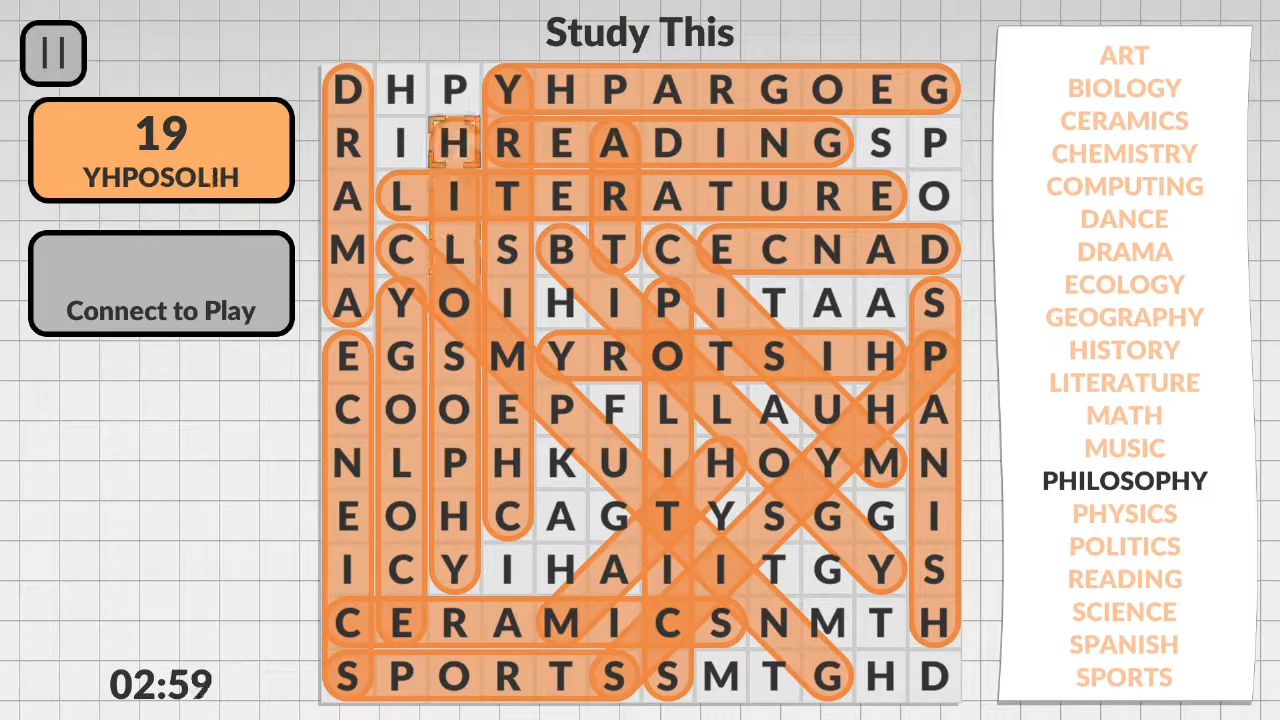 Study This
19
YHPOSOLIH
Connect to Play
02:59
D H P Y H P A R G O E G
R I H R E A D I N G S P
A L I T E R A T U R E O
M C L S B T C E C N A D
A Y O I H I P I T A A S
E G S M Y R O T S I H P
C O O E P F L L A U H A
N L P H K U I H O Y M N
E O H C A G T Y S G G I
I C Y I H A I I T G Y S
C E R A M I C S N M T H
S P O R T S S M T G H D
ART
BIOLOGY
CERAMICS
CHEMISTRY
COMPUTING
DANCE
DRAMA
ECOLOGY
GEOGRAPHY
HISTORY
LITERATURE
MATH
MUSIC
PHILOSOPHY
PHYSICS
POLITICS
READING
SCIENCE
SPANISH
SPORTS